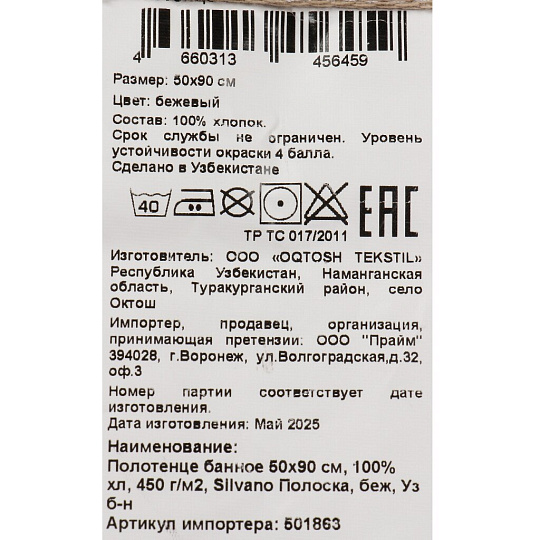 4 660313 456459
Размер: 50х90 см
Цвет: бежевый
Состав: 100% хлопок.
Срок службы не ограничен. Уровень
устойчивости окраски 4 балла.
Сделано в Узбекистане
40
EAC
ТР ТС 017/2011
Изготовитель: ООО «OQTOSH TEKSTIL»
Республика Узбекистан, Наманганская
область, Туракурганский район, село
Октош
Импортер, продавец, организация,
принимающая претензии: ООО "Прайм"
394028, г.Воронеж, ул.Волгоградская,д.32,
оф.3
Номер партии соответствует дате
изготовления.
Дата изготовления: Май 2025
Наименование:
Полотенце банное 50х90 см, 100%
хл, 450 г/м2, Silvano Полоска, беж, Уз
б-н
Артикул импортера: 501863